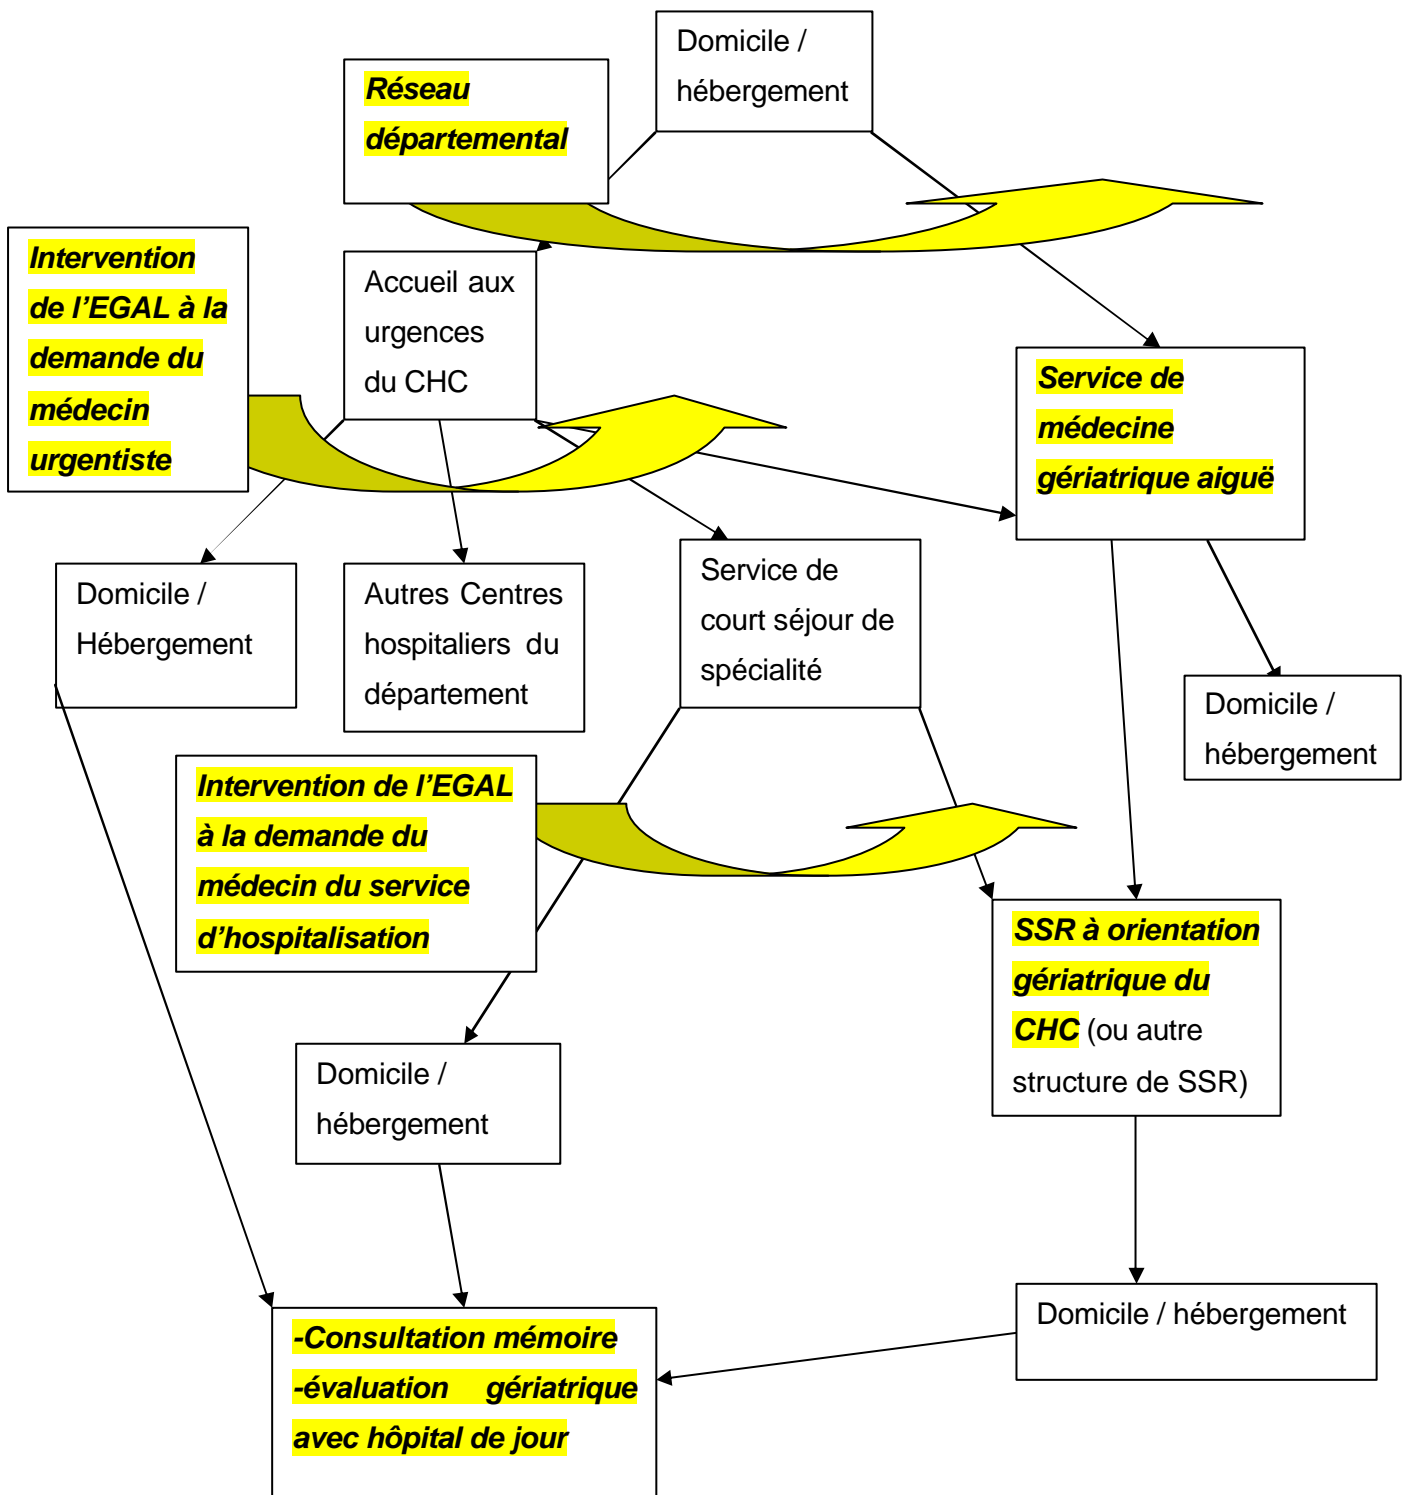 Domicile /
hébergement
Réseau
départemental
Intervention
de l’EGAL à la
demande du
médecin
urgentiste
Accueil aux
urgences
du CHC
Service de
médecine
gériatrique aiguë
Domicile /
Hébergement
Autres Centres
hospitaliers du
département
Service de
court séjour de
spécialité
Domicile /
hébergement
Intervention de l’EGAL
à la demande du
médecin du service
d’hospitalisation
SSR à orientation
gériatrique du
CHC (ou autre
structure de SSR)
Domicile /
hébergement
Domicile / hébergement
-Consultation mémoire
-évaluation gériatrique
avec hôpital de jour